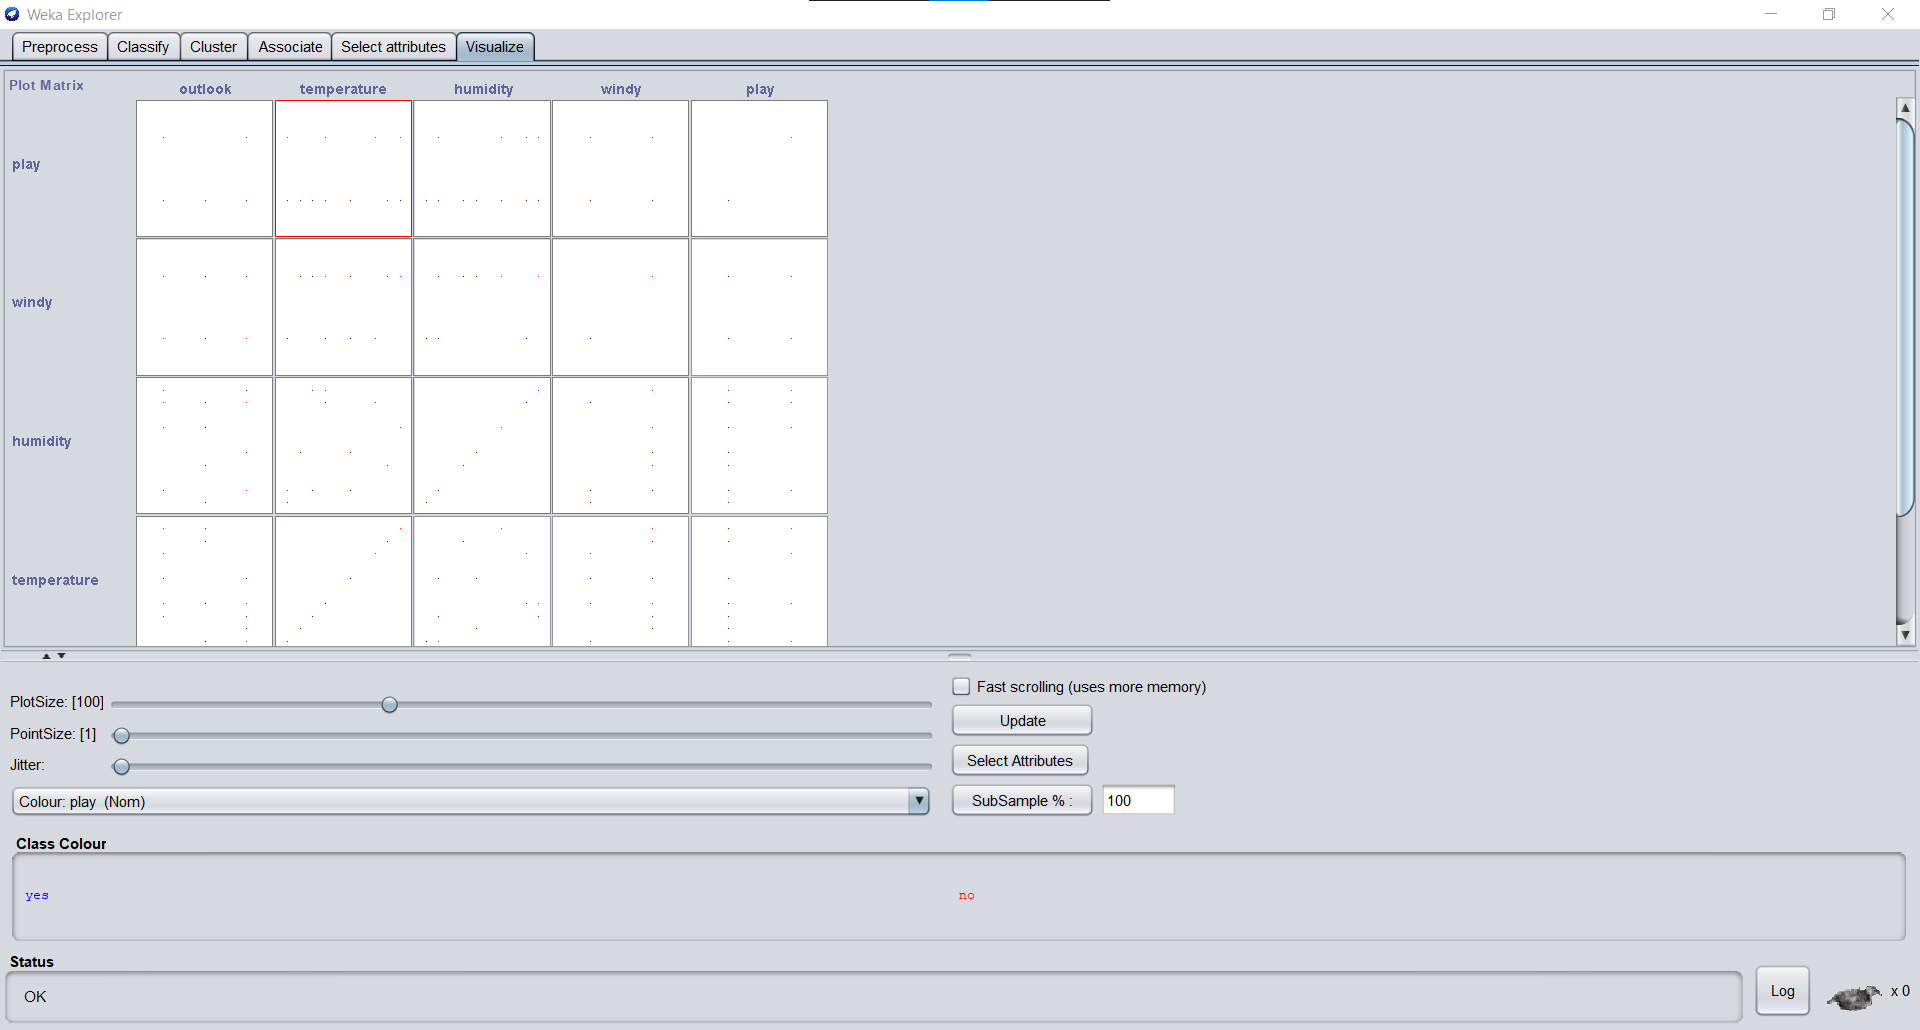 Weka Explorer
Preprocess Classify Cluster Associate Select attributes Visualize
Plot Matrix
outlook temperature humidity windy play
play
windy
humidity
temperature
PlotSize: [100]
PointSize: [1]
Jitter:
Colour: play (Nom)
Fast scrolling (uses more memory)
Update
Select Attributes
SubSample % : 100
Class Colour
yes no
Status
OK
Log x 0